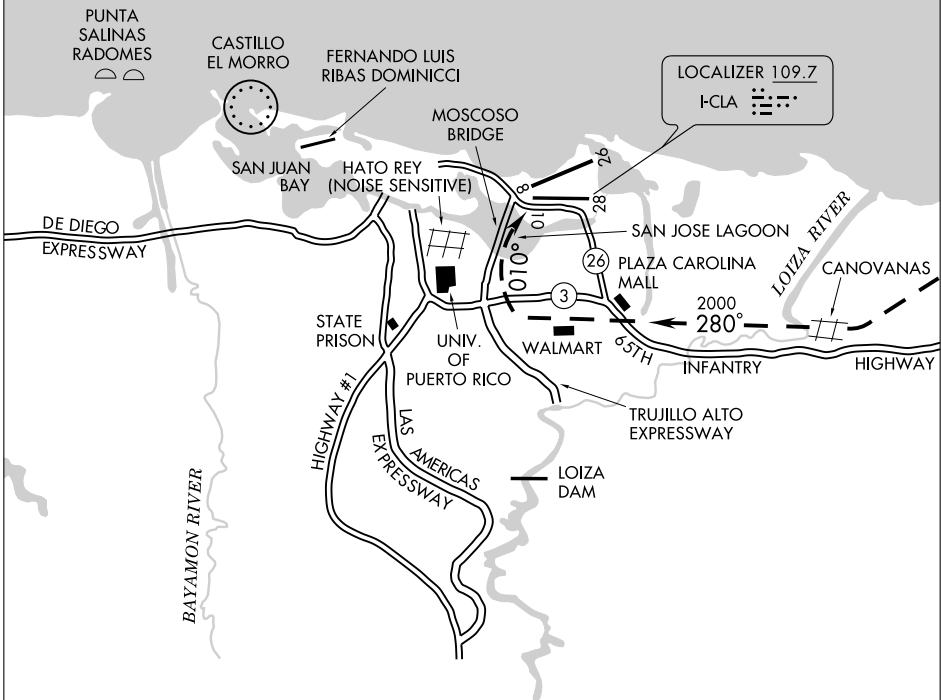 PUNTA
SALINAS
RADOMES
CASTILLO
EL MORRO
FERNANDO LUIS
RIBAS DOMINICCI
MOSCOSO
BRIDGE
LOCALIZER 109.7
I-CLA
SAN JUAN
BAY
HATO REY
(NOISE SENSITIVE)
8
26
10
28
DE DIEGO
EXPRESSWAY
010°
SAN JOSE LAGOON
26
PLAZA CAROLINA
MALL
LOIZA RIVER
CANOVANAS
3
2000
280°
STATE
PRISON
UNIV.
OF
PUERTO RICO
WALMART
65TH
INFANTRY
HIGHWAY
TRUJILLO ALTO
EXPRESSWAY
HIGHWAY #1
LAS
AMERICAS
EXPRESSWAY
LOIZA
DAM
BAYAMON RIVER